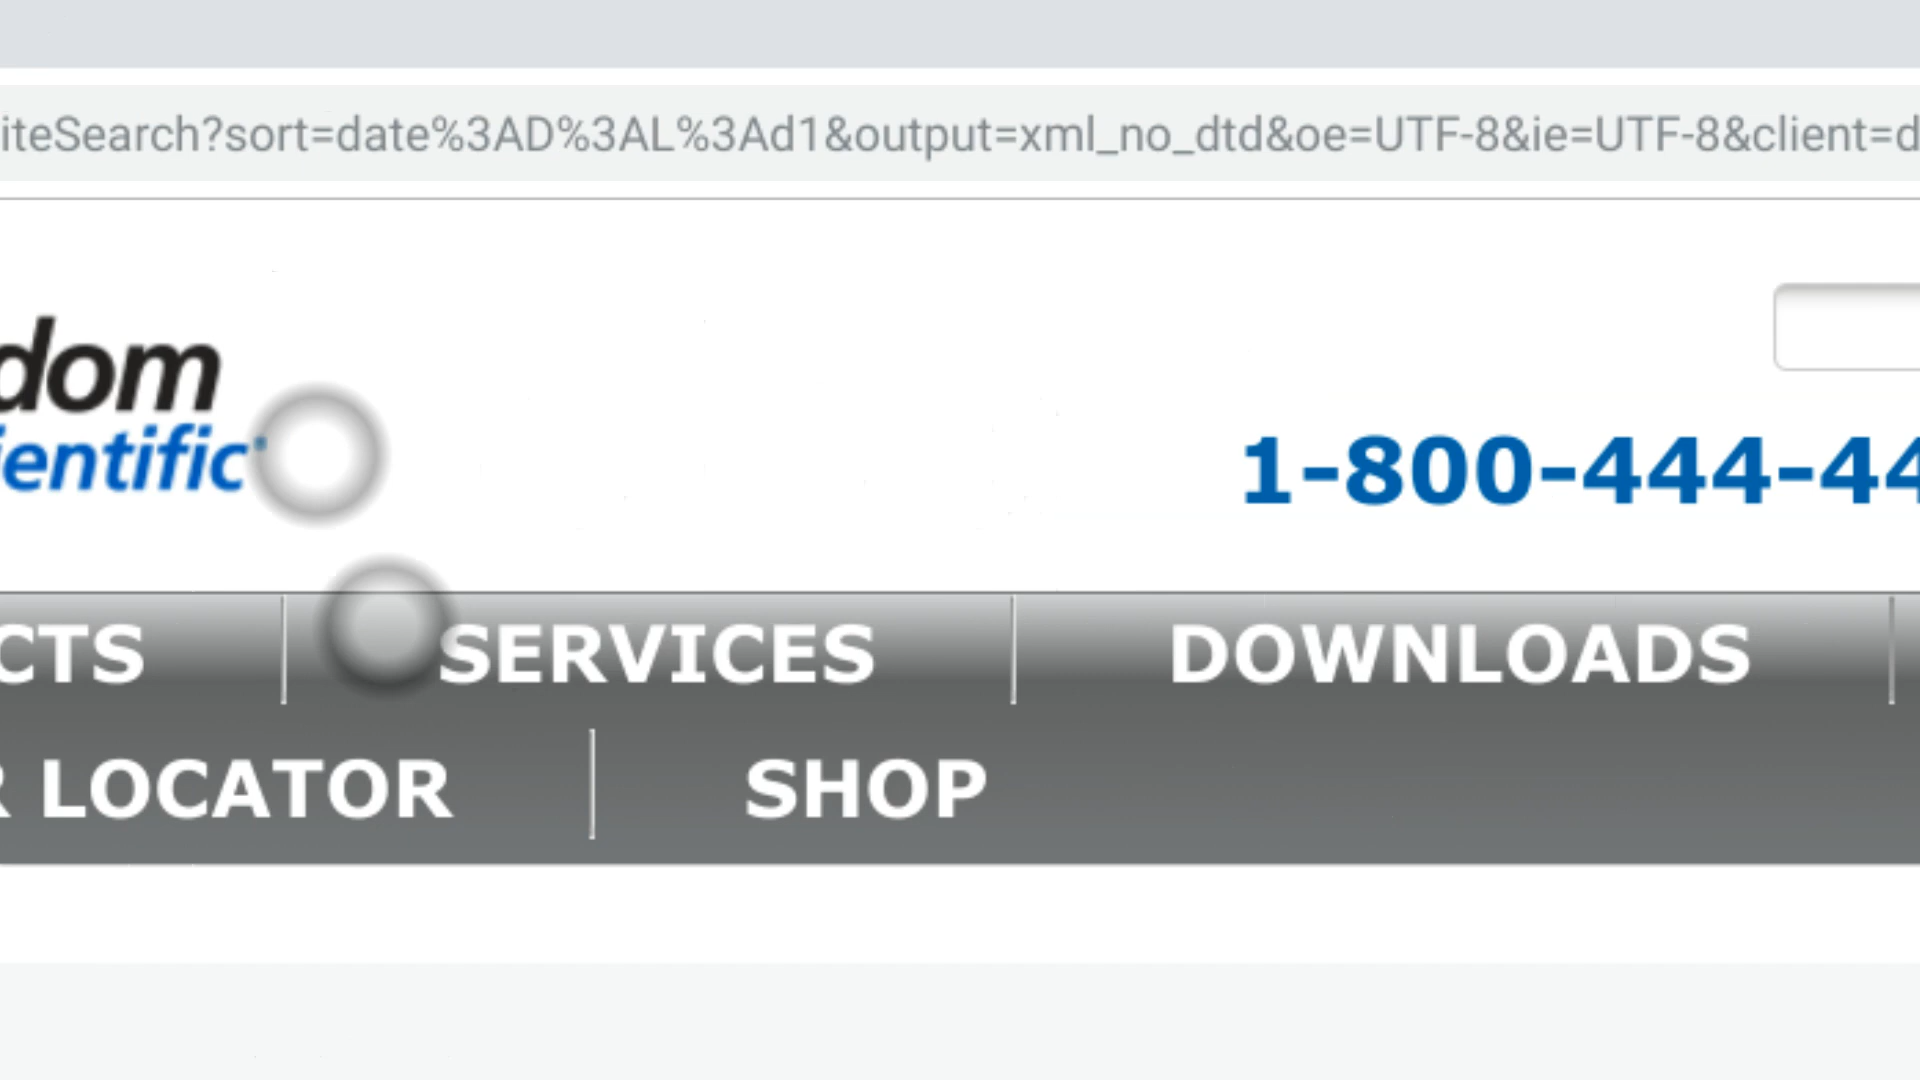 iteSearch?sort=date%3AD%3AL%3Ad1&output=xml_no_dtd&oe=UTF-8&ie=UTF-8&client=d
dom
entific
1-800-444-44
CTS
SERVICES
DOWNLOADS
R LOCATOR
SHOP